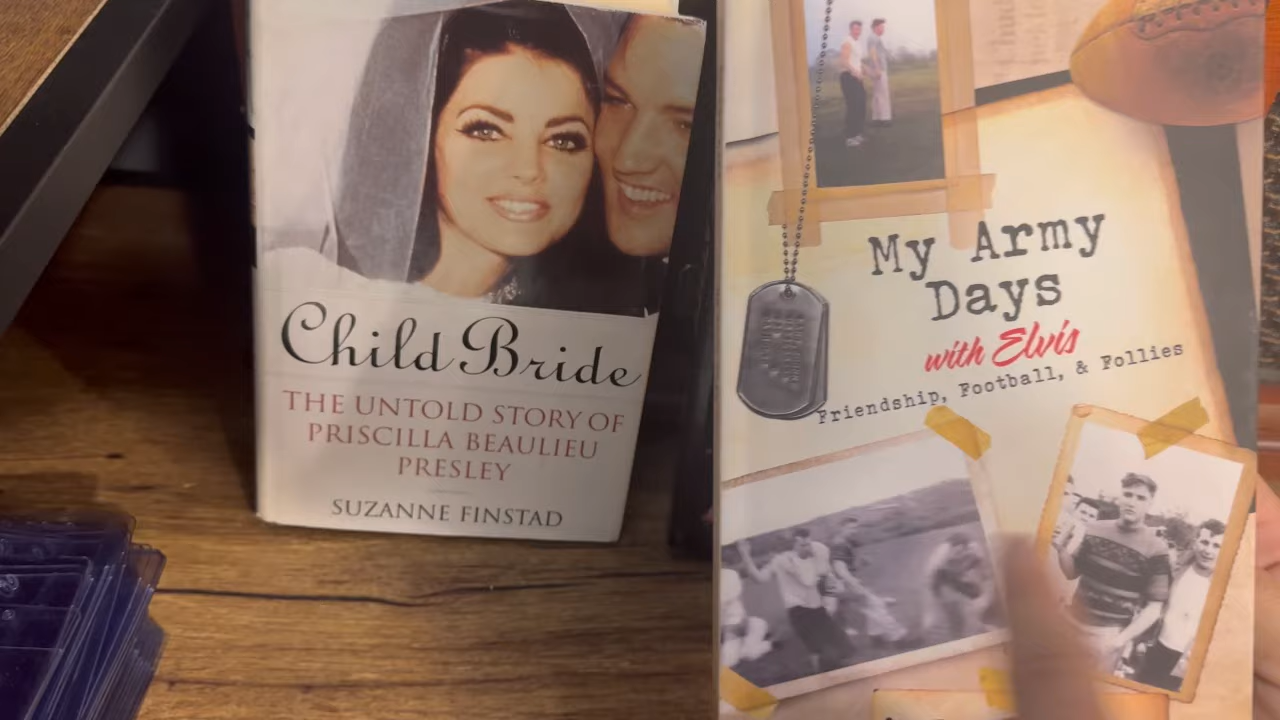 Child Bride
THE UNTOLD STORY OF
PRISCILLA BEAULIEU
PRESLEY
SUZANNE FINSTAD
My Army
Days
with Elvis
Friendship, Football, & Follies